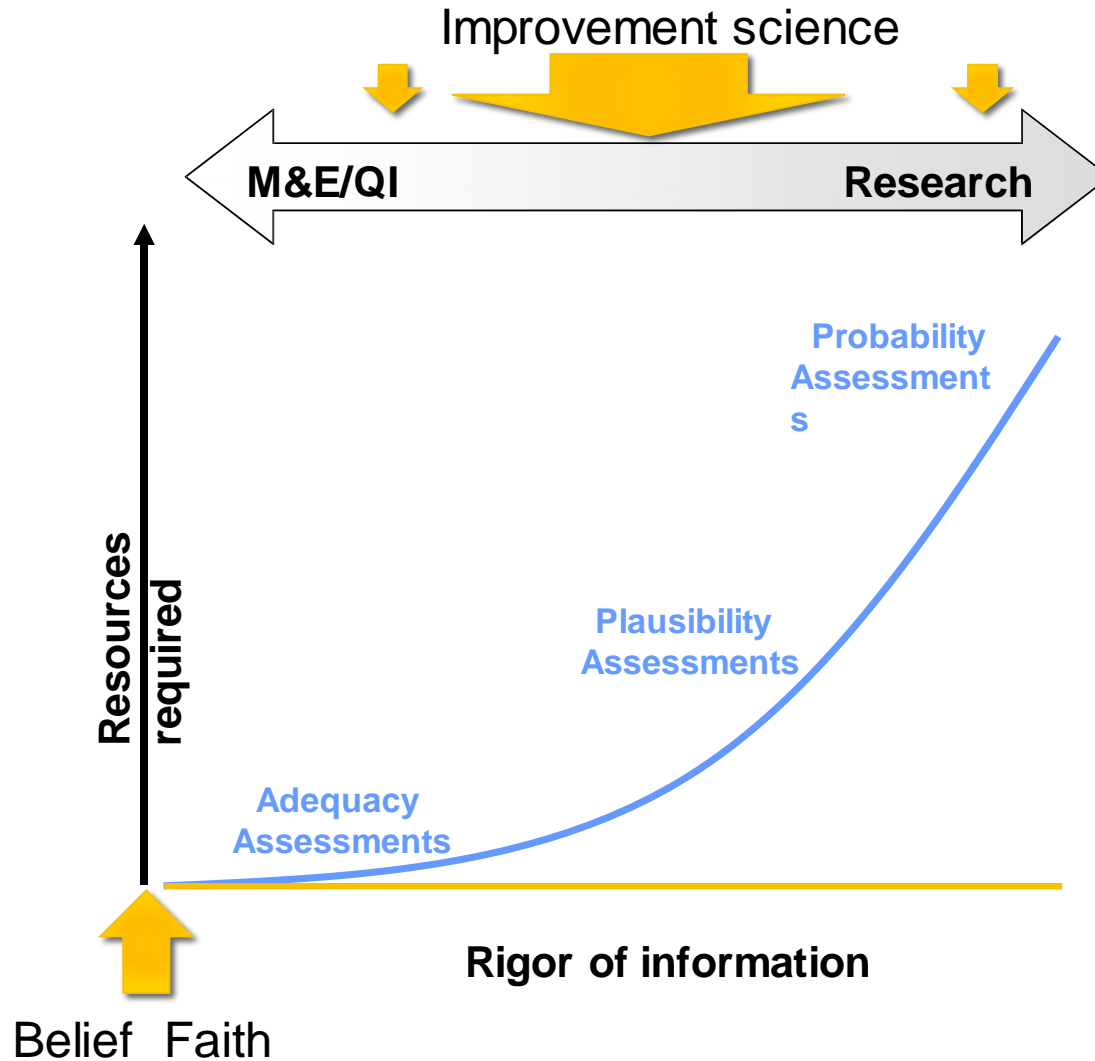 Improvement science
M&E/QI
Research
Probability
Assessment
s
Resources
required
Plausibility
Assessments
Adequacy
Assessments
Rigor of information
Belief Faith